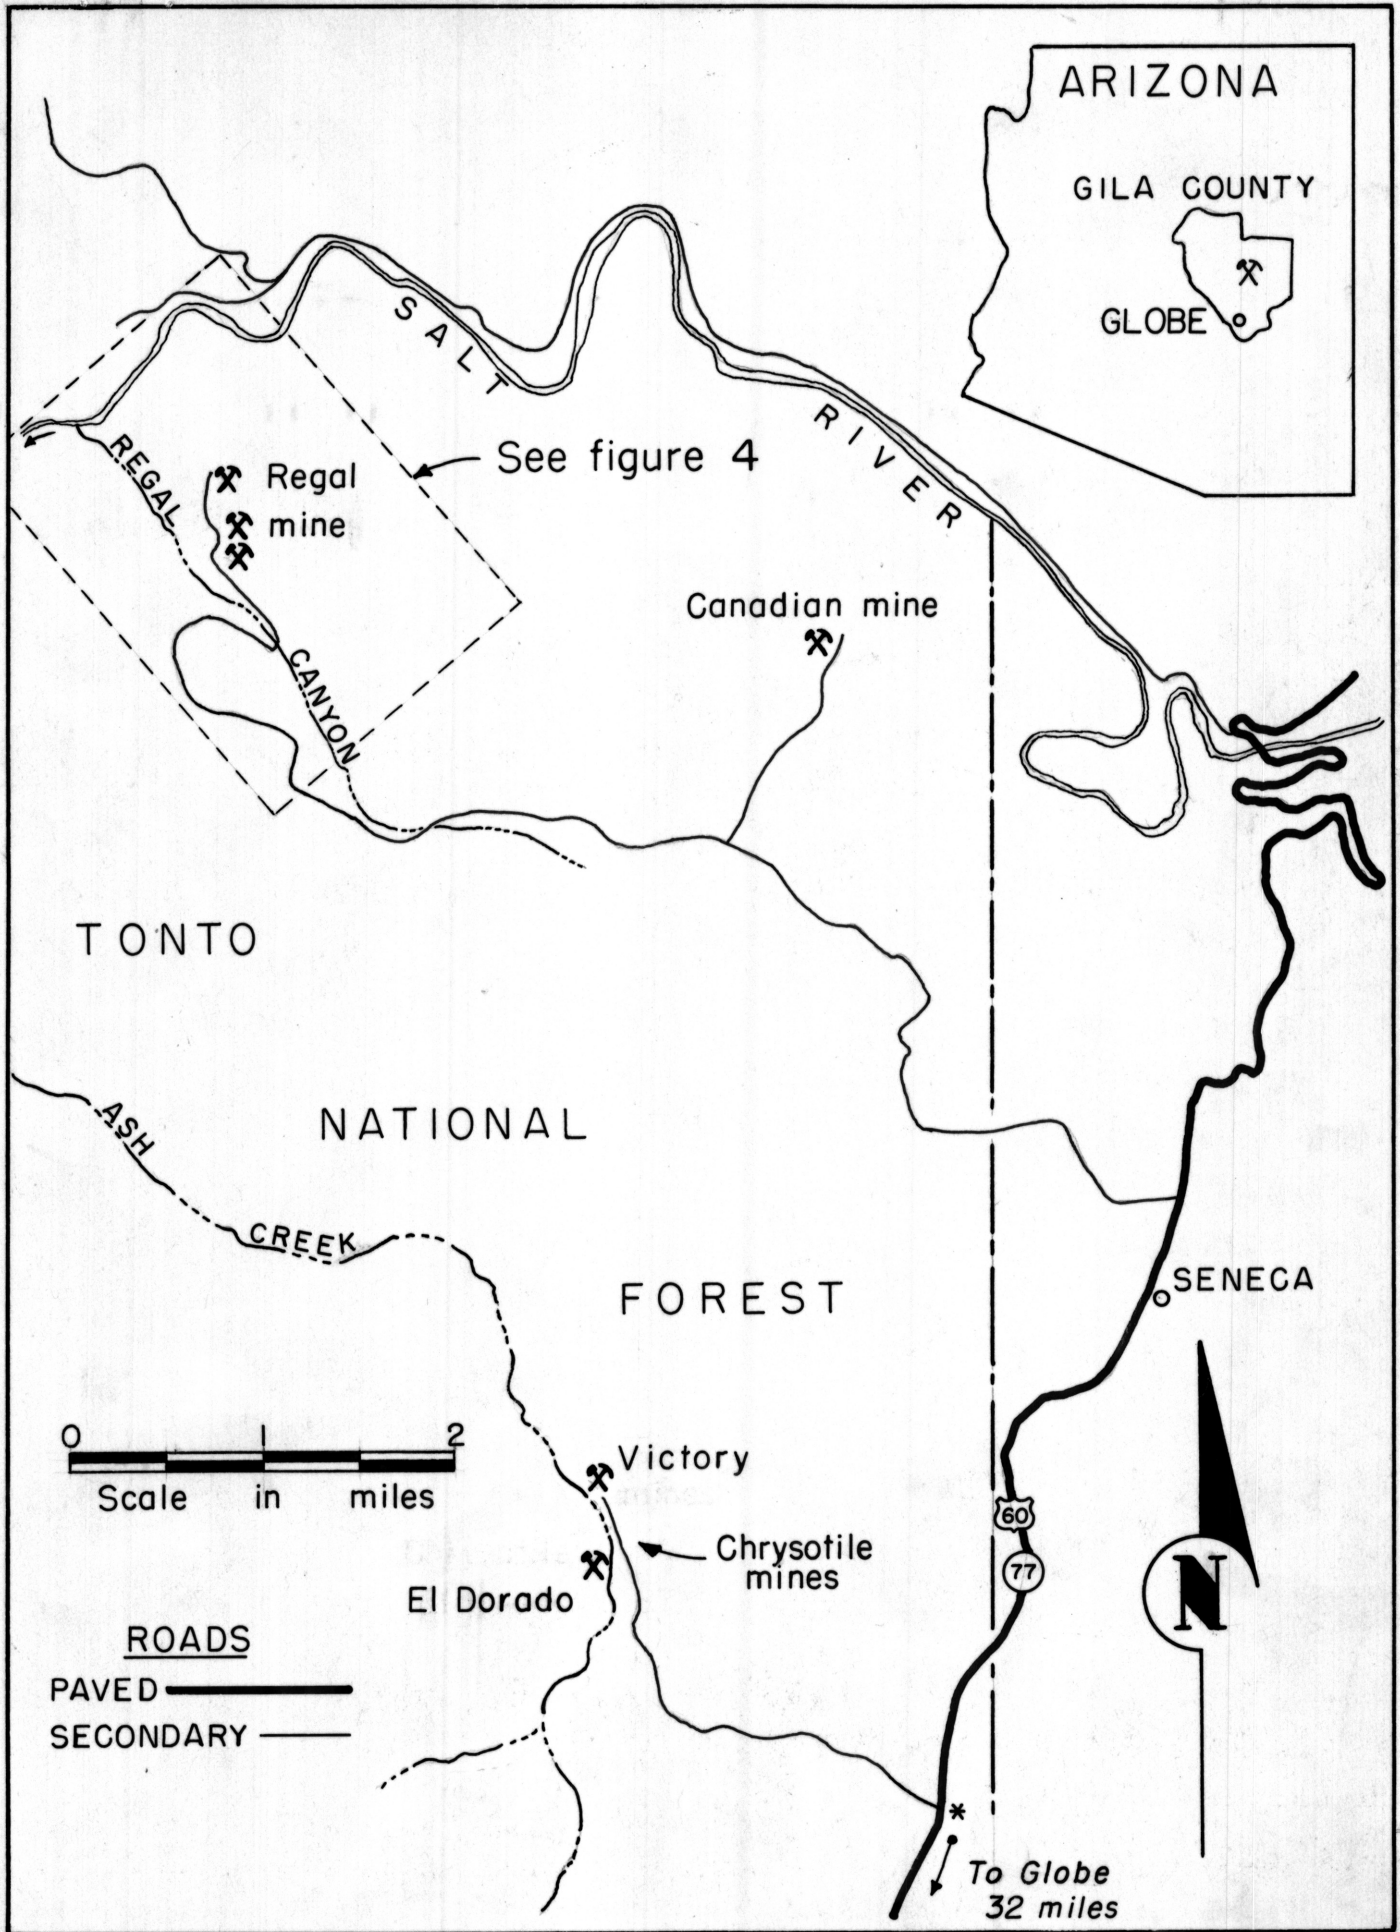 ARIZONA
GILA COUNTY
GLOBE
SALT
RIVER
See figure 4
REGAL
CANYON
Regal
mine
Canadian mine
TONTO
NATIONAL
FOREST
ASH
CREEK
SENECA
0 1 2
Scale in miles
Victory
Chrysotile
mines
El Dorado
60
77
N
ROADS
PAVED
SECONDARY
*
To Globe
32 miles